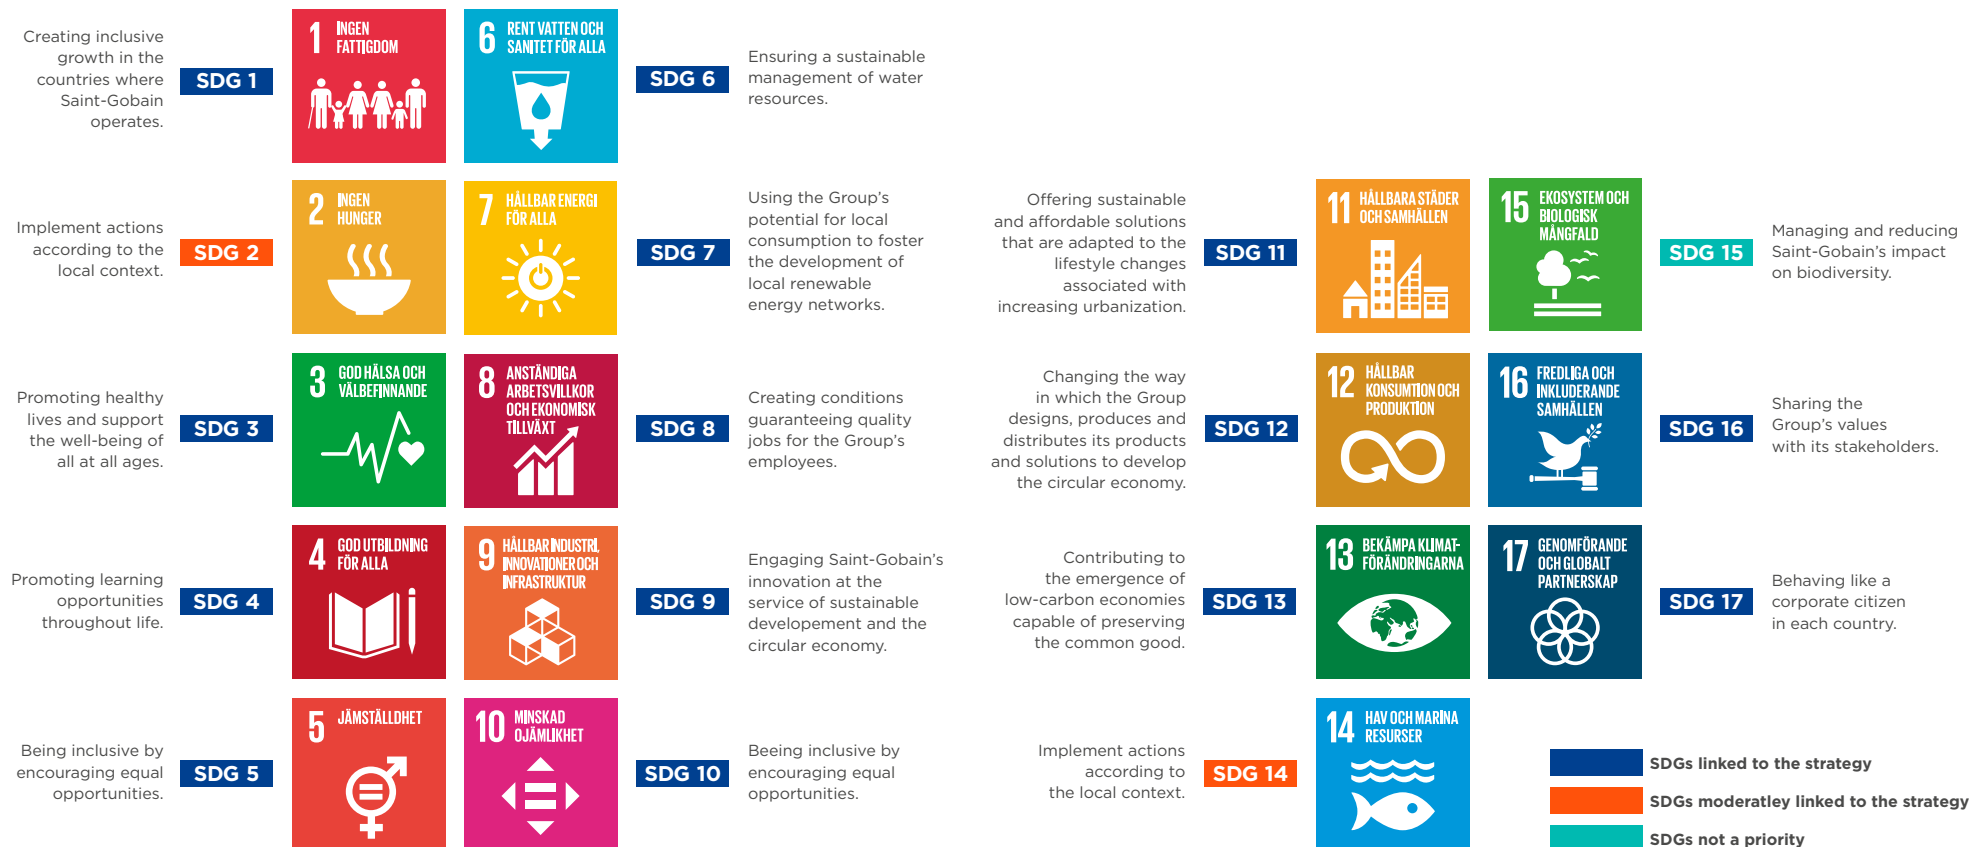 Creating inclusive
growth in the
countries where
Saint-Gobain
operates.
SDG 1
1 INGEN
FATTIGDOM
6 RENT VATTEN OCH
SANITET FÖR ALLA
SDG 6
Ensuring a sustainable
management of water
resources.
Implement actions
according to the
local context.
SDG 2
2 INGEN
HUNGER
7 HÅLLBAR ENERGI
FÖR ALLA
SDG 7
Using the Group's
potential for local
consumption to foster
the development of
local renewable
energy networks.
Promoting healthy
lives and support
the well-being of
all at all ages.
SDG 3
3 GOD HÄLSA OCH
VÄLBEFINNANDE
8 ANSTÄNDIGA
ARBETSVILLKOR
OCH EKONOMISK
TILLVÄXT
SDG 8
Creating conditions
guaranteeing quality
jobs for the Group's
employees.
Promoting learning
opportunities
throughout life.
SDG 4
4 GOD UTBILDNING
FÖR ALLA
9 HÅLLBAR INDUSTRI,
INNOVATIONER OCH
INFRASTRUKTUR
SDG 9
Engaging Saint-Gobain's
innovation at the
service of sustainable
developement and the
circular economy.
Being inclusive by
encouraging equal
opportunities.
SDG 5
5 JÄMSTÄLLDHET
10 MINSKAD
OJÄMLIKHET
SDG 10
Beeing inclusive by
encouraging equal
opportunities.
Offering sustainable
and affordable solutions
that are adapted to the
lifestyle changes
associated with
increasing urbanization.
SDG 11
11 HÅLLBARA STÄDER
OCH SAMHÄLLEN
15 EKOSYSTEM OCH
BIOLOGISK
MÅNGFALD
SDG 15
Managing and reducing
Saint-Gobain's impact
on biodiversity.
Changing the way
in which the Group
designs, produces and
distributes its products
and solutions to develop
the circular economy.
SDG 12
12 HÅLLBAR
KONSUMTION OCH
PRODUKTION
16 FREDLIGA OCH
INKLUDERANDE
SAMHÄLLEN
SDG 16
Sharing the
Group's values
with its stakeholders.
Contributing to
the emergence of
low-carbon economies
capable of preserving
the common good.
SDG 13
13 BEKÄMPA KLIMAT-
FÖRÄNDRINGARNA
17 GENOMFÖRANDE
OCH GLOBALT
PARTNERSKAP
SDG 17
Behaving like a
corporate citizen
in each country.
Implement actions
according to
the local context.
SDG 14
14 HAV OCH MARINA
RESURSER
SDGs linked to the strategy
SDGs moderatley linked to the strategy
SDGs not a priority